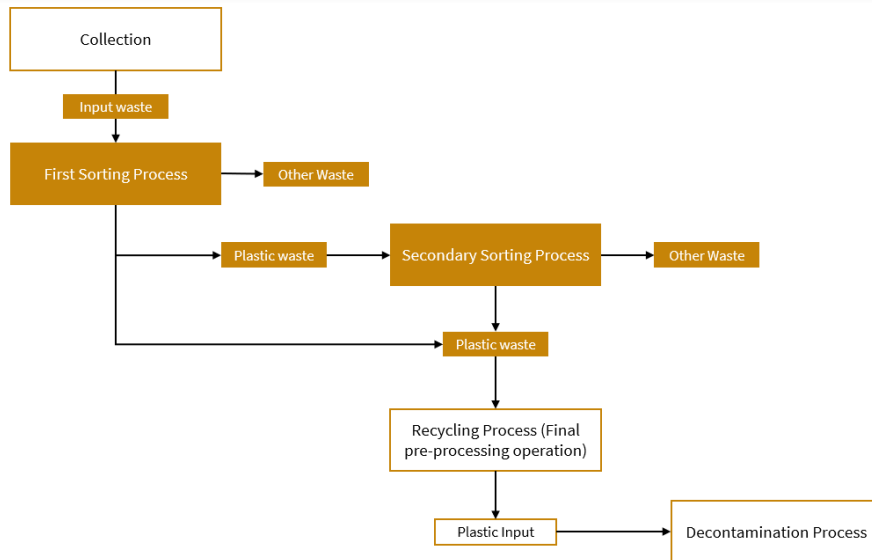 Collection
Input waste
First Sorting Process
Other Waste
Plastic waste
Secondary Sorting Process
Other Waste
Plastic waste
Recycling Process (Final
pre-processing operation)
Plastic Input
Decontamination Process